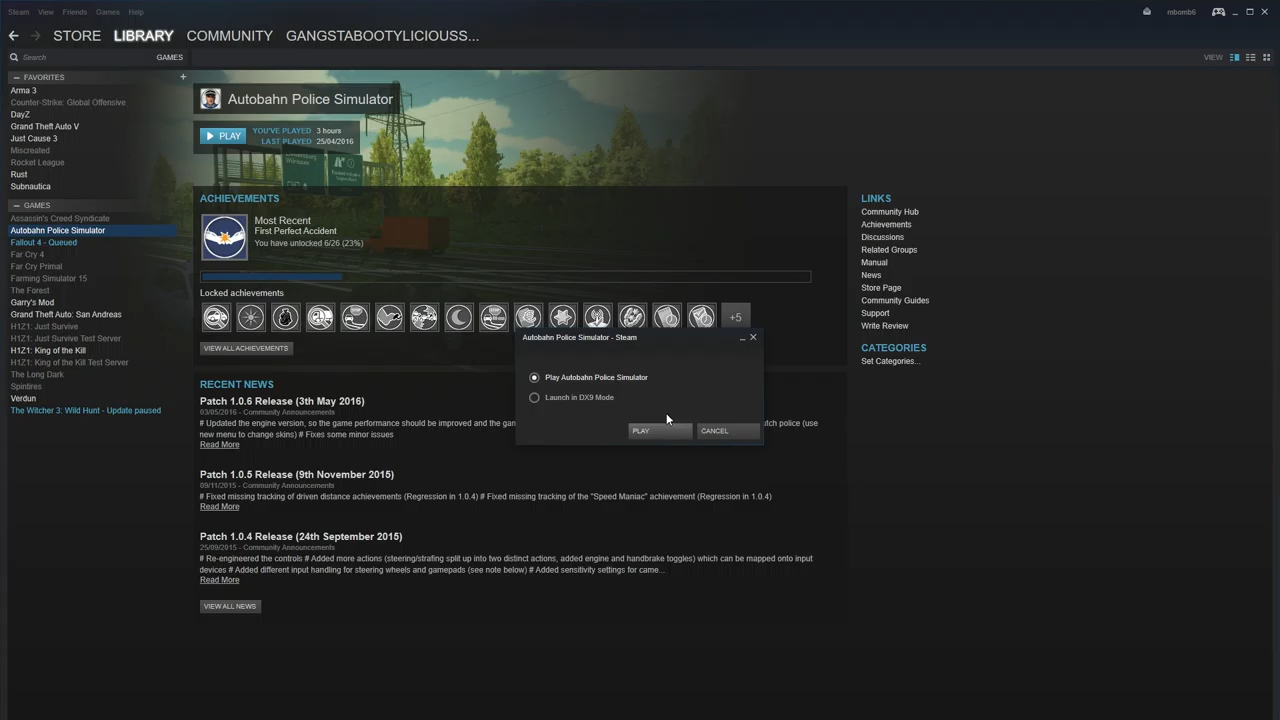 Steam View Friends Games Help
mbomb6
STORE LIBRARY COMMUNITY GANGSTABOOTYLICIOUSS...
Search GAMES
VIEW
FAVORITES
Arma 3
Counter-Strike: Global Offensive
DayZ
Grand Theft Auto V
Just Cause 3
Miscreated
Rocket League
Rust
Subnautica
GAMES
Assassin's Creed Syndicate
Autobahn Police Simulator
Fallout 4 - Queued
Far Cry 4
Far Cry Primal
Farming Simulator 15
The Forest
Garry's Mod
Grand Theft Auto: San Andreas
H1Z1: Just Survive
H1Z1: Just Survive Test Server
H1Z1: King of the Kill
H1Z1: King of the Kill Test Server
The Long Dark
Spintires
Verdun
The Witcher 3: Wild Hunt - Update paused
Autobahn Police Simulator
PLAY
YOU'VE PLAYED 3 hours
LAST PLAYED 25/04/2016
ACHIEVEMENTS
Most Recent
First Perfect Accident
You have unlocked 6/26 (23%)
Locked achievements
+5
VIEW ALL ACHIEVEMENTS
RECENT NEWS
Patch 1.0.6 Release (3th May 2016)
03/05/2016 - Community Announcements
# Updated the engine version, so the game performance should be improved and the gam
tch police (use
new menu to change skins) # Fixes some minor issues
Read More
Patch 1.0.5 Release (9th November 2015)
09/11/2015 - Community Announcements
# Fixed missing tracking of driven distance achievements (Regression in 1.0.4) # Fixed missing tracking of the "Speed Maniac" achievement (Regression in 1.0.4)
Read More
Patch 1.0.4 Release (24th September 2015)
25/09/2015 - Community Announcements
# Re-engineered the controls # Added more actions (steering/strafing split up into two distinct actions, added engine and handbrake toggles) which can be mapped onto input
devices # Added different input handling for steering wheels and gamepads (see note below) # Added sensitivity settings for came...
Read More
VIEW ALL NEWS
Autobahn Police Simulator - Steam
Play Autobahn Police Simulator
Launch in DX9 Mode
PLAY CANCEL
LINKS
Community Hub
Achievements
Discussions
Related Groups
Manual
News
Store Page
Community Guides
Support
Write Review
CATEGORIES
Set Categories...